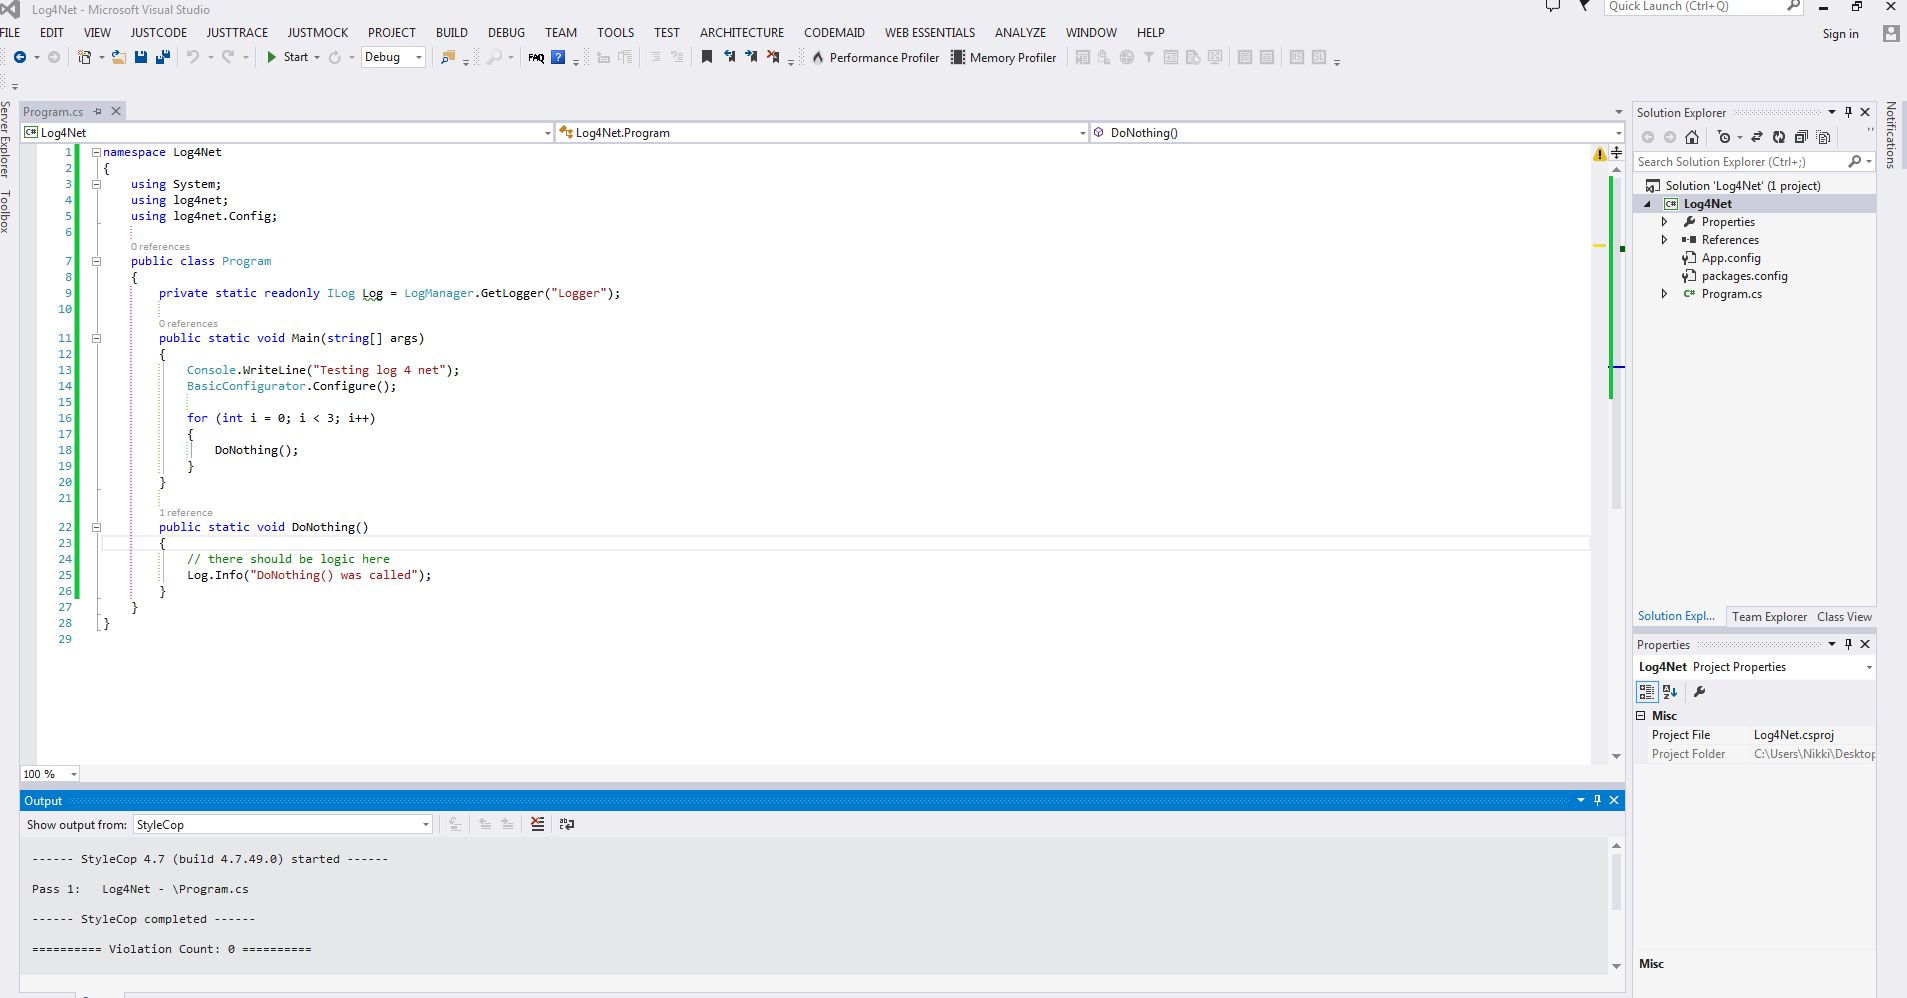 Log4Net - Microsoft Visual Studio
Quick Launch (Ctrl+Q)
FILE EDIT VIEW JUSTCODE JUSTTRACE JUSTMOCK PROJECT BUILD DEBUG TEAM TOOLS TEST ARCHITECTURE CODEMAID WEB ESSENTIALS ANALYZE WINDOW HELP
Sign in
Start Debug FAQ Performance Profiler Memory Profiler
Server Explorer
Toolbox
Program.cs
C# Log4Net Log4Net.Program DoNothing()
1 namespace Log4Net
2 {
3 using System;
4 using log4net;
5 using log4net.Config;
6
0 references
7 public class Program
8 {
9 private static readonly ILog Log = LogManager.GetLogger("Logger");
10
0 references
11 public static void Main(string[] args)
12 {
13 Console.WriteLine("Testing log 4 net");
14 BasicConfigurator.Configure();
15
16 for (int i = 0; i < 3; i++)
17 {
18 DoNothing();
19 }
20 }
21
1 reference
22 public static void DoNothing()
23 {
24 // there should be logic here
25 Log.Info("DoNothing() was called");
26 }
27 }
28 }
29
100 %
Output
Show output from: StyleCop
------ StyleCop 4.7 (build 4.7.49.0) started ------
Pass 1: Log4Net - \Program.cs
------ StyleCop completed ------
========== Violation Count: 0 ==========
Solution Explorer
Search Solution Explorer (Ctrl+;)
Solution 'Log4Net' (1 project)
C# Log4Net
Properties
References
App.config
packages.config
C# Program.cs
Solution Expl... Team Explorer Class View
Properties
Log4Net Project Properties
Misc
Project File Log4Net.csproj
Project Folder C:\Users\Nikki\Desktop
Misc
Notifications